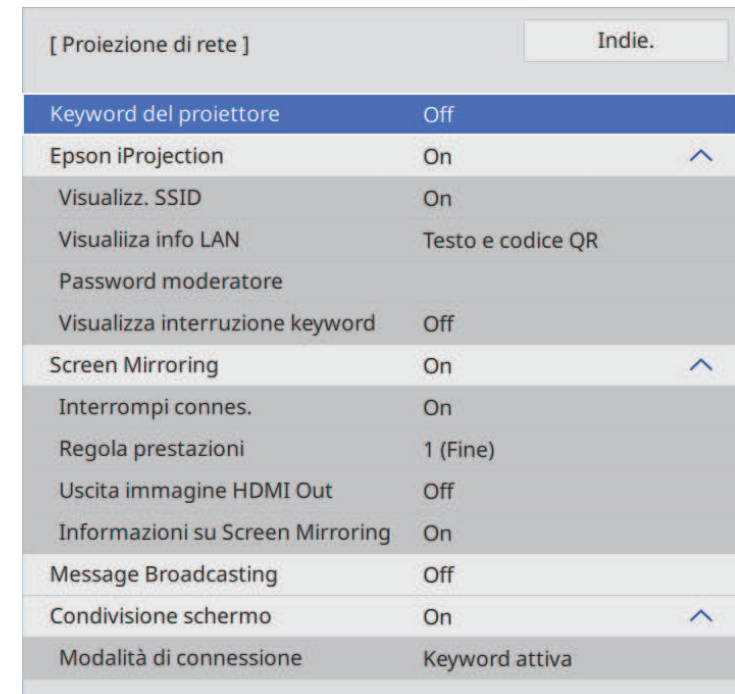 [ Proiezione di rete ] Indie.
Keyword del proiettore Off
Epson iProjection On
Visualizz. SSID On
Visualiiza info LAN Testo e codice QR
Password moderatore
Visualizza interruzione keyword Off
Screen Mirroring On
Interrompi connes. On
Regola prestazioni 1 (Fine)
Uscita immagine HDMI Out Off
Informazioni su Screen Mirroring On
Message Broadcasting Off
Condivisione schermo On
Modalità di connessione Keyword attiva